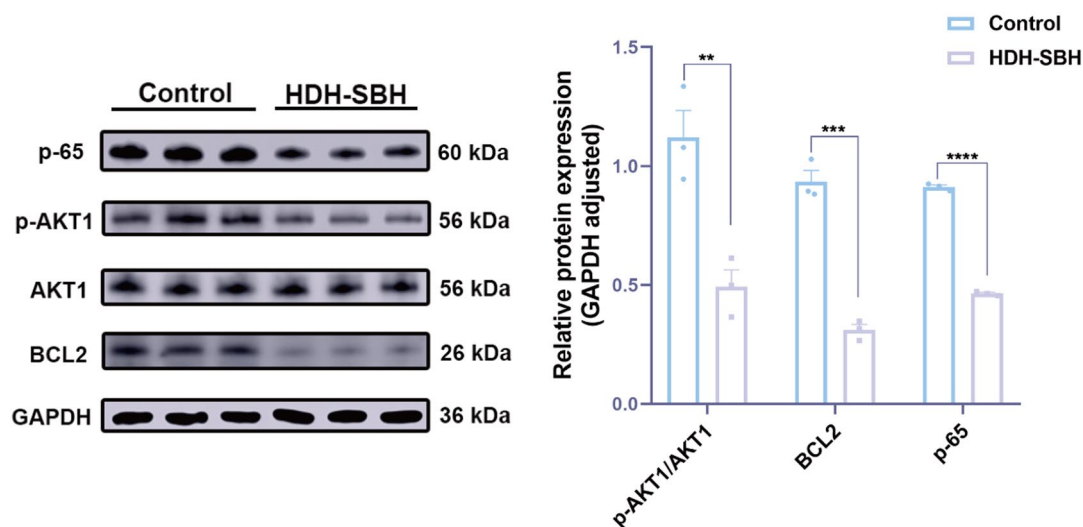 Control HDH-SBH
p-65 60 kDa
p-AKT1 56 kDa
AKT1 56 kDa
BCL2 26 kDa
GAPDH 36 kDa
Control
HDH-SBH
Relative protein expression
(GAPDH adjusted)
1.5
1.0
0.5
0.0
**
***
****
p-AKT1/AKT1
BCL2
p-65